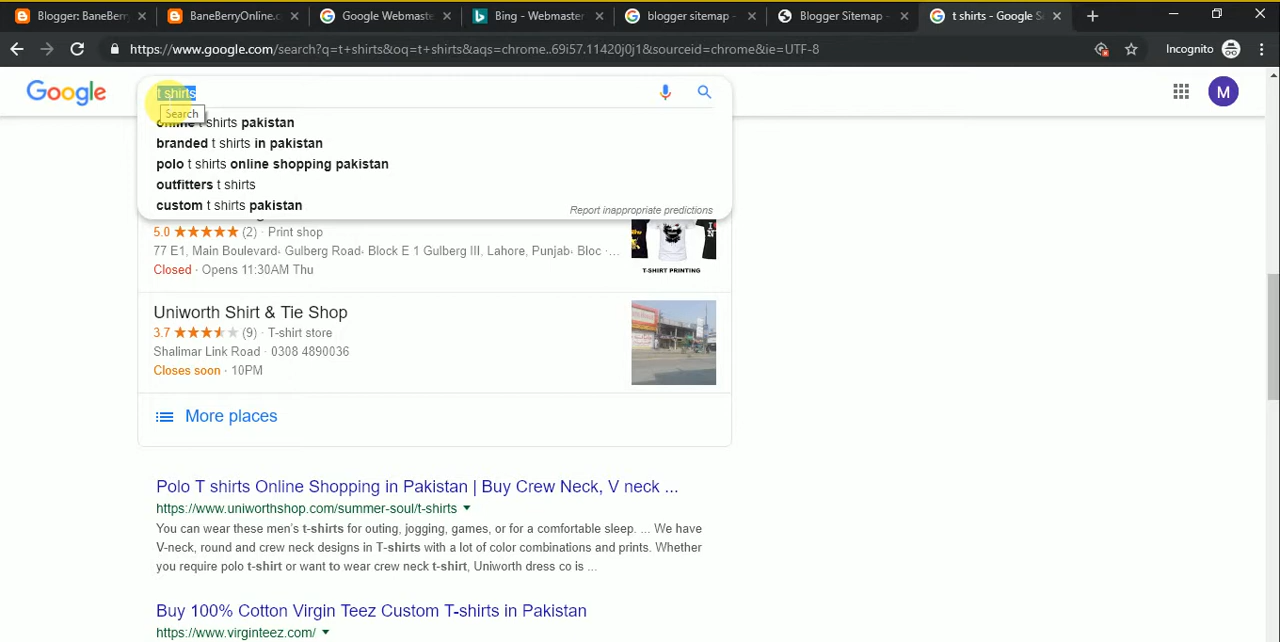 Blogger: BaneBerr
BaneBerryOnline.c
Google Webmaste
Bing - Webmaster
blogger sitemap -
Blogger Sitemap -
t shirts - Google S
https://www.google.com/search?q=t+shirts&oq=t+shirts&aqs=chrome..69i57.11420j0j1&sourceid=chrome&ie=UTF-8
Incognito
Google
t shirts
M
Search
online t shirts pakistan
branded t shirts in pakistan
polo t shirts online shopping pakistan
outfitters t shirts
custom t shirts pakistan
Report inappropriate predictions
5.0 (2) · Print shop
77 E1, Main Boulevard، Gulberg Road، Block E 1 Gulberg III, Lahore, Punjab، Bloc · ...
Closed · Opens 11:30AM Thu
T-SHIRT PRINTING
Uniworth Shirt & Tie Shop
3.7 (9) · T-shirt store
Shalimar Link Road · 0308 4890036
Closes soon · 10PM
More places
Polo T shirts Online Shopping in Pakistan | Buy Crew Neck, V neck ...
https://www.uniworthshop.com/summer-soul/t-shirts
You can wear these men's t-shirts for outing, jogging, games, or for a comfortable sleep. ... We have
V-neck, round and crew neck designs in T-shirts with a lot of color combinations and prints. Whether
you require polo t-shirt or want to wear crew neck t-shirt, Uniworth dress co is ...
Buy 100% Cotton Virgin Teez Custom T-shirts in Pakistan
https://www.virginteez.com/